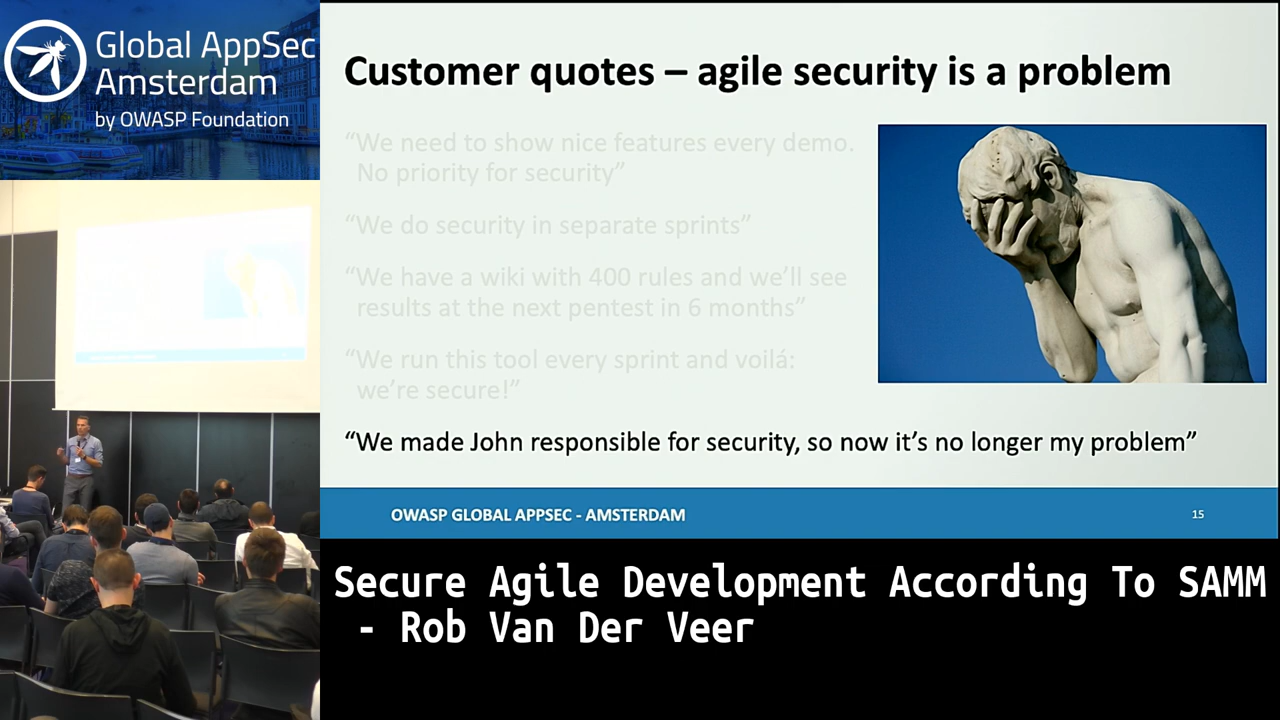 Global AppSec
Amsterdam
by OWASP Foundation
Customer quotes – agile security is a problem
“We need to show nice features every demo.
No priority for security”
“We do security in separate sprints”
“We have a wiki with 400 rules and we’ll see
results at the next pentest in 6 months”
“We run this tool every sprint and voilá:
we’re secure!”
“We made John responsible for security, so now it’s no longer my problem”
OWASP GLOBAL APPSEC - AMSTERDAM
15
Secure Agile Development According To SAMM
- Rob Van Der Veer